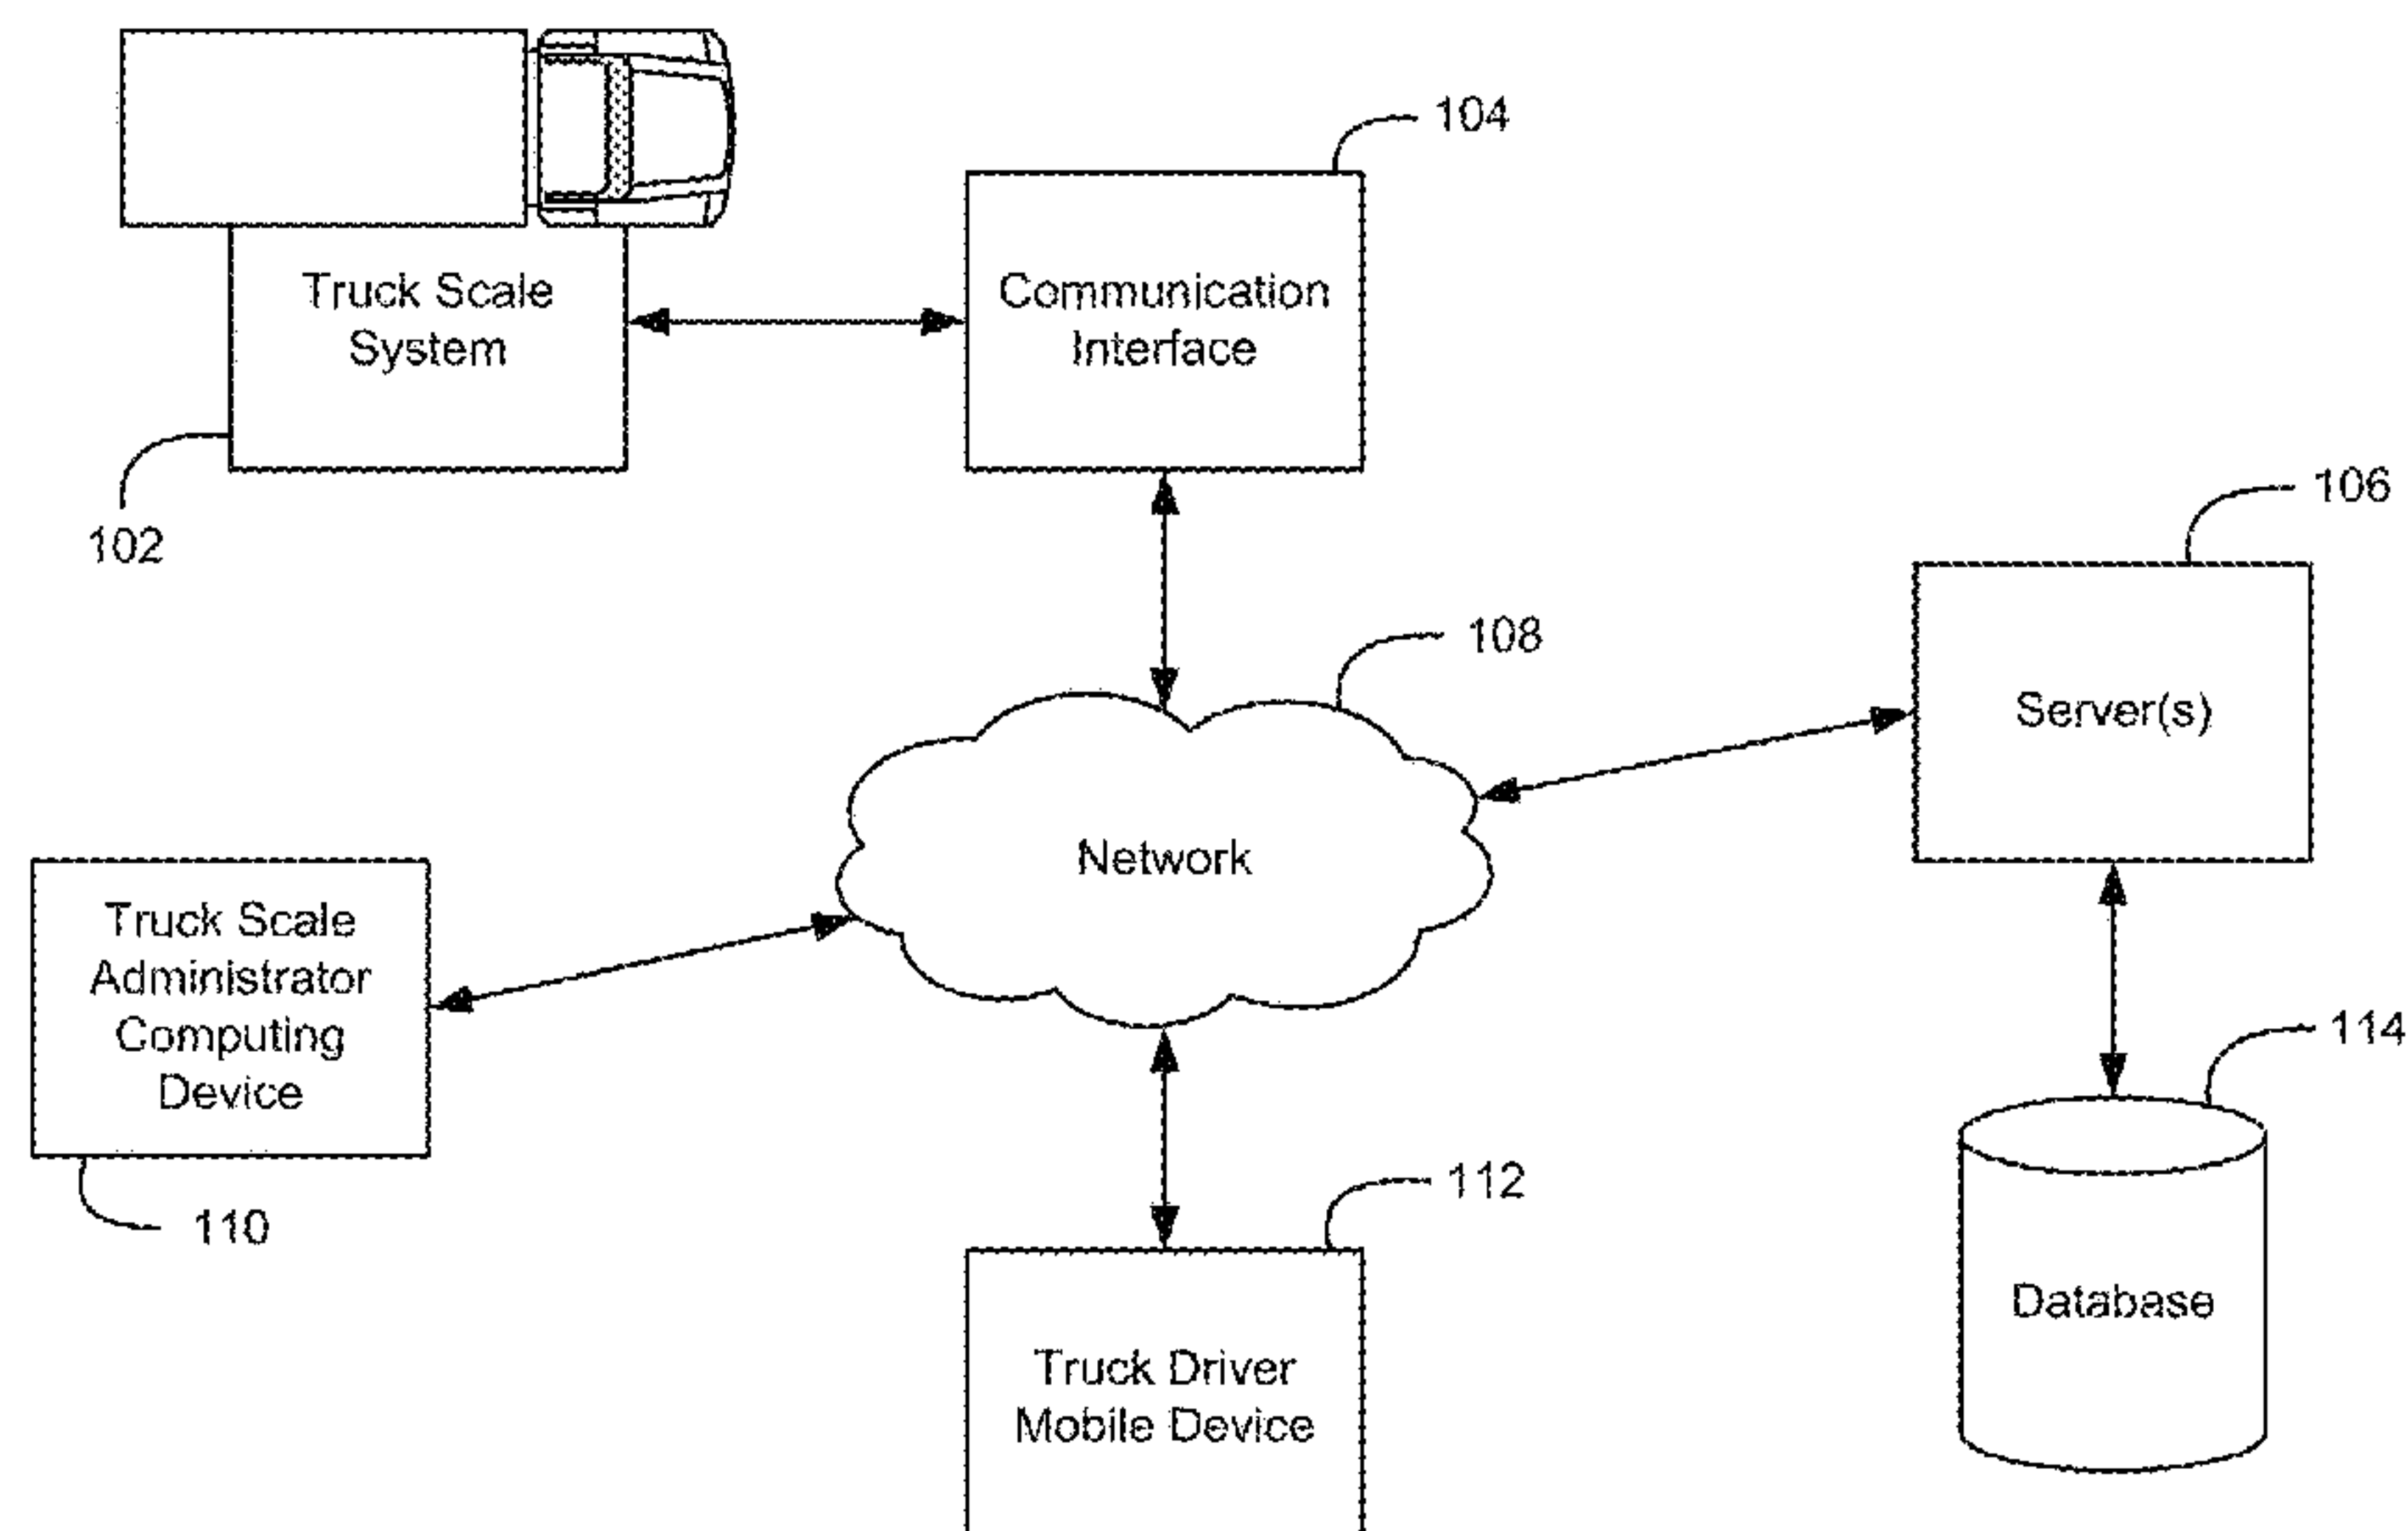 104
Truck Scale
System
Communication
Interface
102
106
108
Server(s)
Network
Truck Scale
Administrator
Computing
Device
114
110
112
Database
Truck Driver
Mobile Device